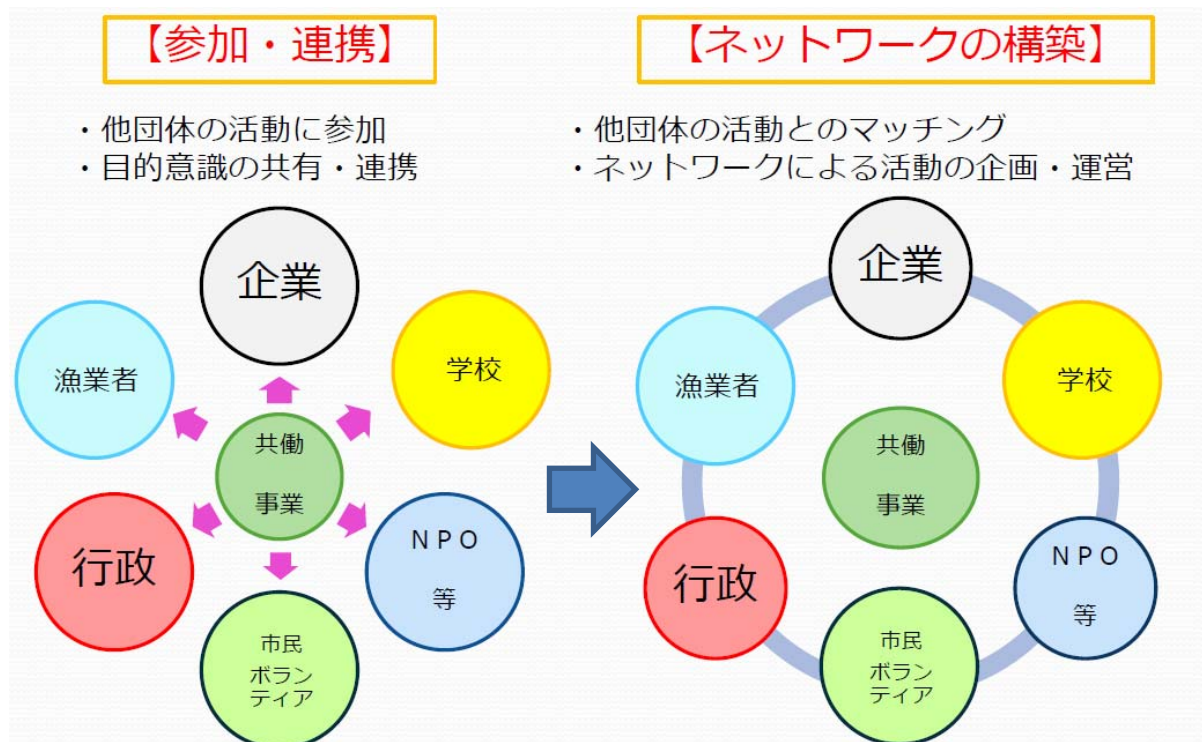 【参加・連携】
・他団体の活動に参加
・目的意識の共有・連携
企業
漁業者
学校
共働
事業
行政
ＮＰＯ
等
市民
ボラン
ティア
【ネットワークの構築】
・他団体の活動とのマッチング
・ネットワークによる活動の企画・運営
企業
漁業者
学校
共働
事業
行政
ＮＰＯ
等
市民
ボラン
ティア